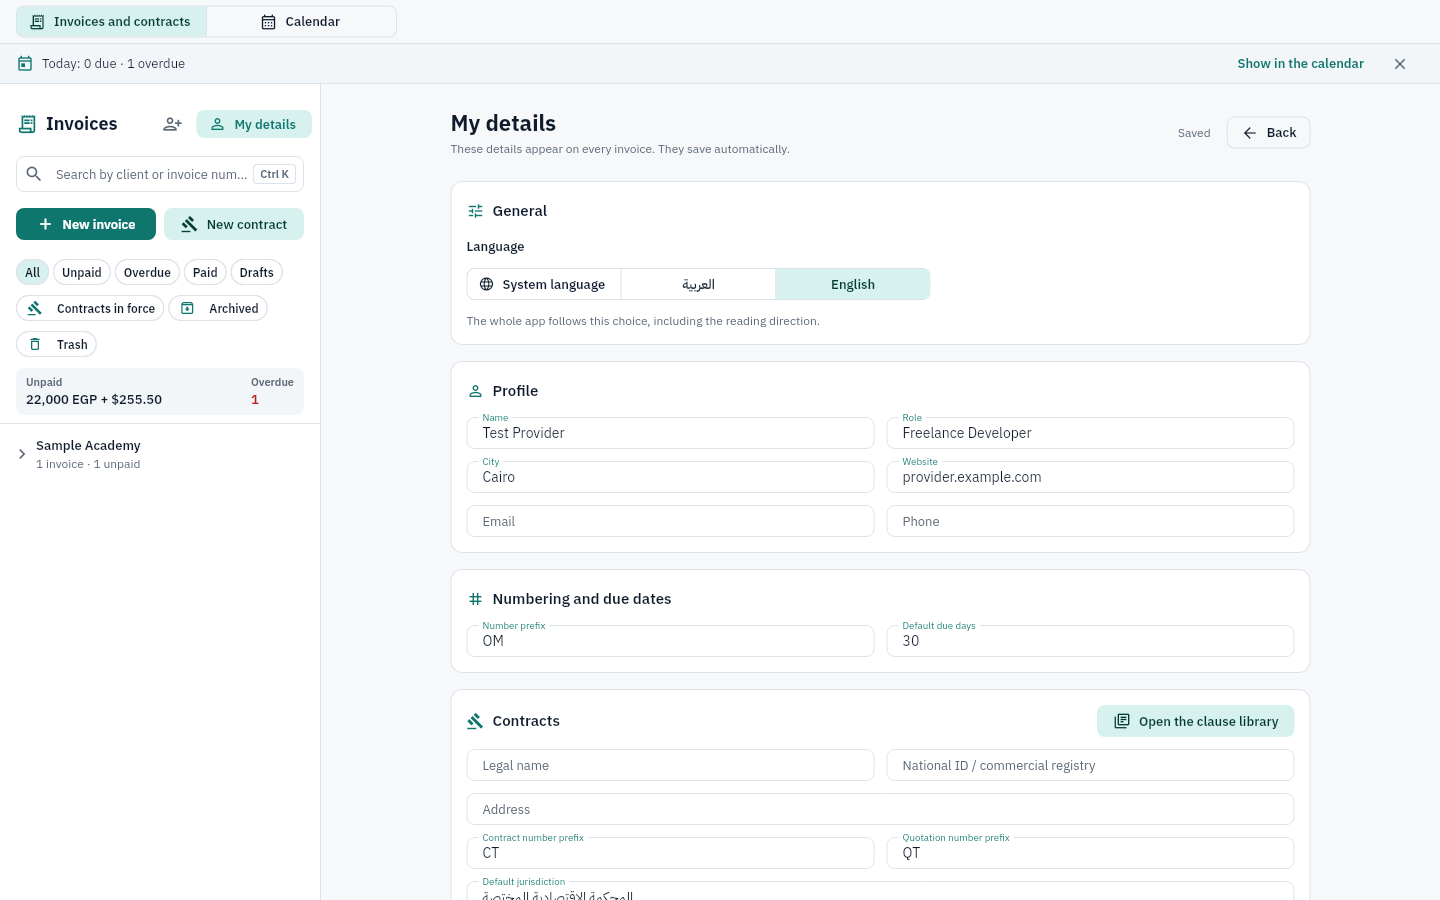 Invoices and contracts
Calendar
Today: 0 due · 1 overdue
Show in the calendar
Invoices
My details
Search by client or invoice num...
Ctrl K
New invoice
New contract
All
Unpaid
Overdue
Paid
Drafts
Contracts in force
Archived
Trash
Unpaid
Overdue
22,000 EGP + $255.50
1
Sample Academy
1 invoice · 1 unpaid
My details
These details appear on every invoice. They save automatically.
Saved
Back
General
Language
System language
العربية
English
The whole app follows this choice, including the reading direction.
Profile
Name
Test Provider
Role
Freelance Developer
City
Cairo
Website
provider.example.com
Email
Phone
Numbering and due dates
Number prefix
OM
Default due days
30
Contracts
Open the clause library
Legal name
National ID / commercial registry
Address
Contract number prefix
CT
Quotation number prefix
QT
Default jurisdiction
المحكمة الاقتصادية المختصة